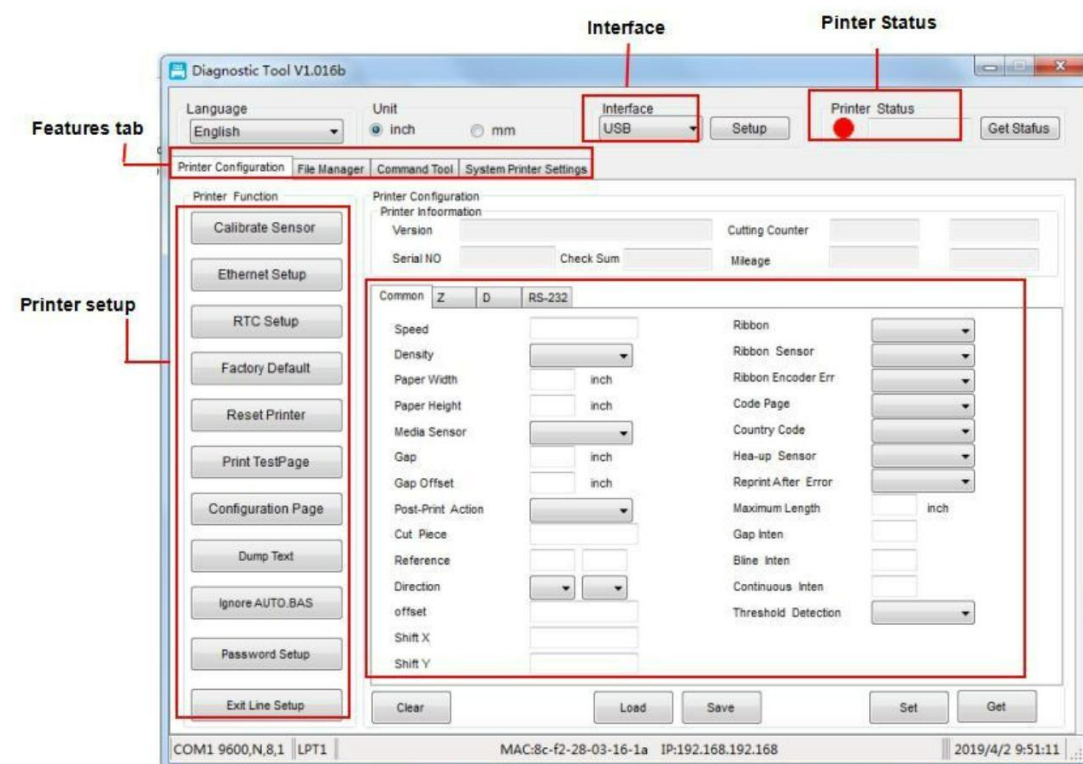 Interface
Pinter Status
Diagnostic Tool V1.016b
Language
Unit
Interface
Printer Status
English
inch
mm
USB
Setup
Get Stafus
Features tab
Printer Configuration
File Manager
Command Tool
System Printer Settings
Printer Function
Calibrate Sensor
Ethernet Setup
RTC Setup
Factory Default
Reset Printer
Print TestPage
Configuration Page
Dump Text
Ignore AUTO.BAS
Password Setup
Exit Line Setup
Printer setup
Printer Configuration
Printer Infoormation
Version
Cutting Counter
Serial NO
Check Sum
Mileage
Common
Z
D
RS-232
Speed
Density
Paper Width inch
Paper Height inch
Media Sensor
Gap inch
Gap Offset inch
Post-Print Action
Cut Piece
Reference
Direction
offset
Shift X
Shift Y
Ribbon
Ribbon Sensor
Ribbon Encoder Err
Code Page
Country Code
Hea-up Sensor
Reprint After Error
Maximum Length inch
Gap Inten
Bline Inten
Continuous Inten
Threshold Detection
Clear
Load
Save
Set
Get
COM1 9600,N,8,1 LPT1 MAC:8c-f2-28-03-16-1a IP:192.168.192.168 2019/4/2 9:51:11